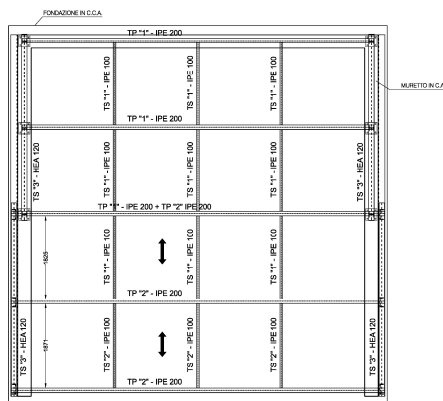 FONDAZIONE IN C.C.A.
TP "1" - IPE 200
MURETTO IN C.A
TS "1" - IPE 100
TS "1" - IPE 100
TS "1" - IPE 100
TP "1" - IPE 200
TS "3" - HEA 120
TS "1" - IPE 100
TS "1" - IPE 100
TS "1" - IPE 100
TS "3" - HEA 120
TP "1" - IPE 200 + TP "2" IPE 200
1825
TS "1" - IPE 100
TS "1" - IPE 100
TS "1" - IPE 100
TP "2" - IPE 200
1871
TS "3" - HEA 120
TS "2" - IPE 100
TS "2" - IPE 100
TS "2" - IPE 100
TS "3" - HEA 120
TP "2" - IPE 200